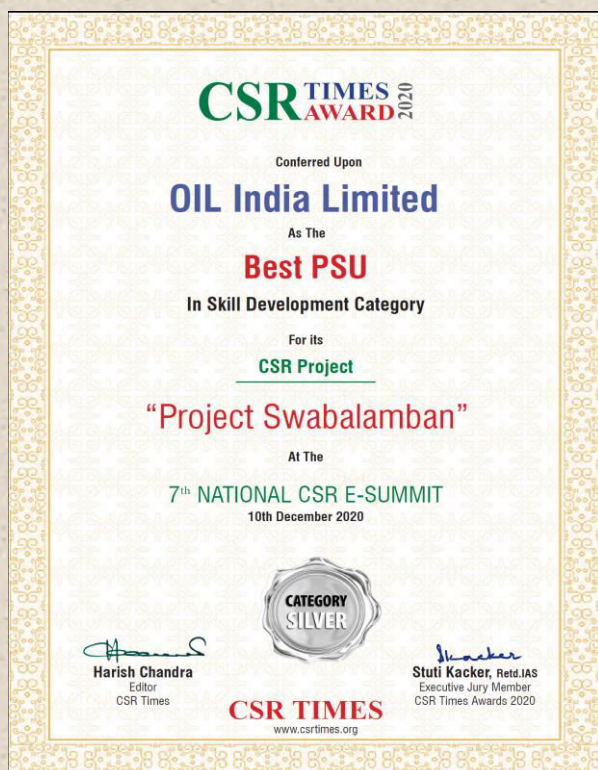 CSR TIMES AWARD 2020
Conferred Upon
OIL India Limited
As The
Best PSU
In Skill Development Category
For its
CSR Project
“Project Swabalamban”
At The
7th NATIONAL CSR E-SUMMIT
10th December 2020
CATEGORY
SILVER
Harish Chandra
Editor
CSR Times
Stuti Kacker, Retd.IAS
Executive Jury Member
CSR Times Awards 2020
CSR TIMES
www.csrtimes.org